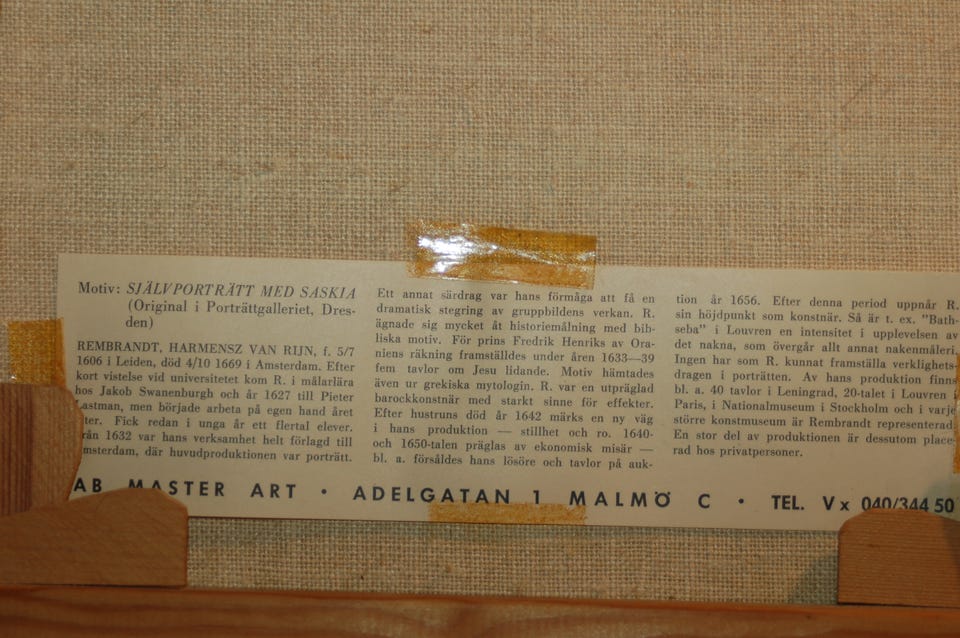 Motiv: SJÄLVPORTRÄTT MED SASKIA
(Original i Porträttgalleriet, Dres-
den)
REMBRANDT, HARMENSZ VAN RIJN, f. 5/7
1606 i Leiden, död 4/10 1669 i Amsterdam. Efter
kort vistelse vid universitetet kom R. i målarlära
hos Jakob Swanenburgh och år 1627 till Pieter
astman, men började arbeta på egen hand året
ter. Fick redan i unga år ett flertal elever.
rån 1632 var hans verksamhet helt förlagd till
msterdam, där huvudproduktionen var porträtt.
Ett annat särdrag var hans förmåga att få en
dramatisk stegring av gruppbildens verkan. R.
ägnade sig mycket åt historiemålning med bib-
liska motiv. För prins Fredrik Henriks av Ora-
niens räkning framställdes under åren 1633—39
fem tavlor om Jesu lidande. Motiv hämtades
även ur grekiska mytologin. R. var en utpräglad
barockkonstnär med starkt sinne för effekter.
Efter hustruns död år 1642 märks en ny väg
i hans produktion — stillhet och ro. 1640-
och 1650-talen präglas av ekonomisk misär —
bl. a. försåldes hans lösöre och tavlor på auk-
tion år 1656. Efter denna period uppnår R.
sin höjdpunkt som konstnär. Så är t. ex. "Bath-
seba" i Louvren en intensitet i upplevelsen av
det nakna, som övergår allt annat nakenmåleri.
Ingen har som R. kunnat framställa verklighets-
dragen i porträtten. Av hans produktion finns
bl. a. 40 tavlor i Leningrad, 20-talet i Louvren i
Paris, i Nationalmuseum i Stockholm och i varje
större konstmuseum är Rembrandt representerad.
En stor del av produktionen är dessutom place-
rad hos privatpersoner.
AB MASTER ART • ADELGATAN 1 MALMÖ C • TEL. Vx 040/344 50